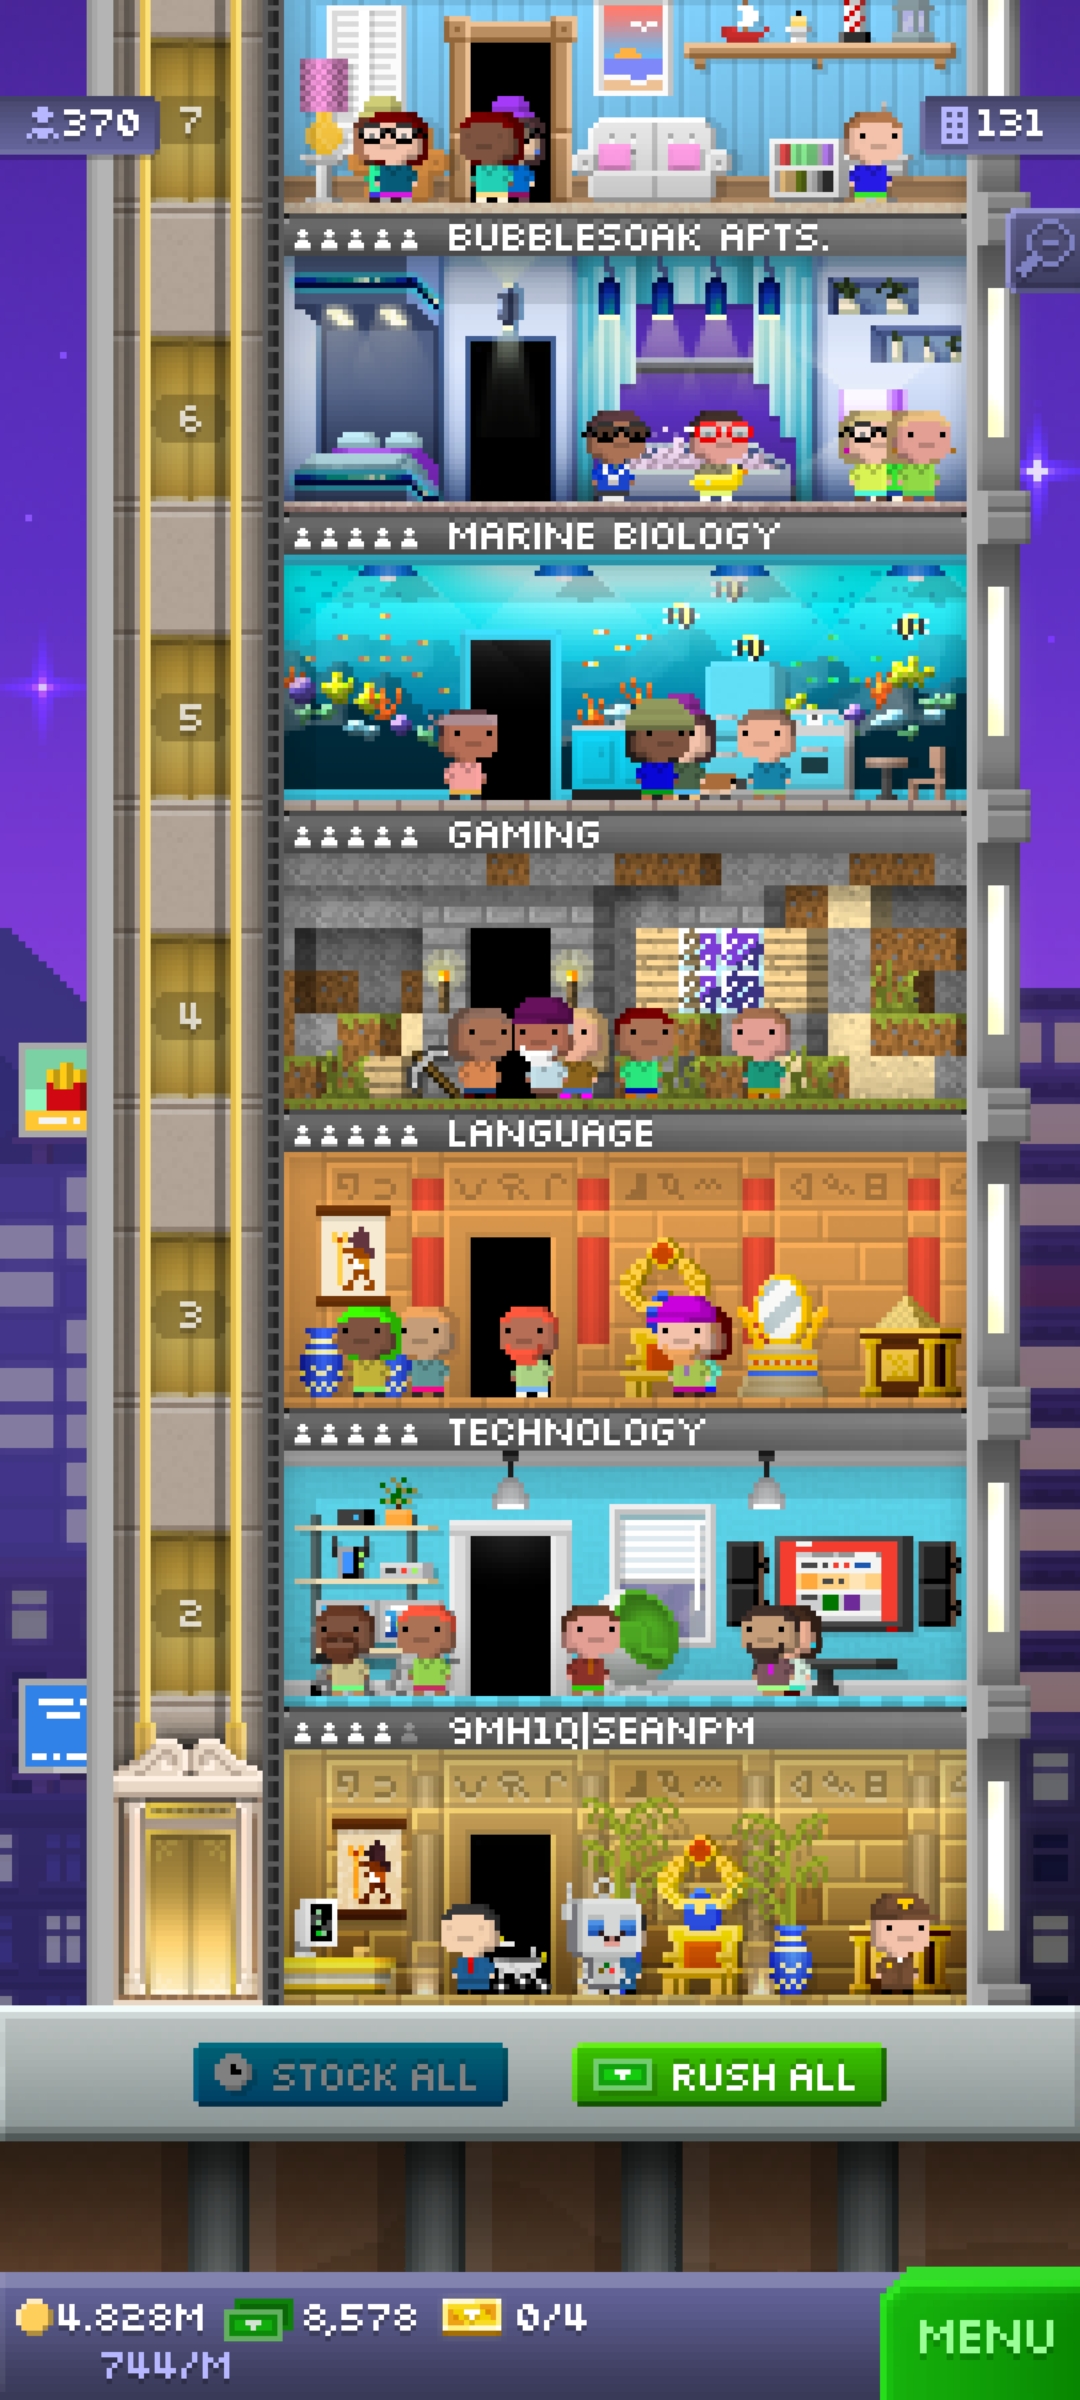 370
7
131
BUBBLESOAK APTS.
6
MARINE BIOLOGY
5
GAMING
4
LANGUAGE
3
TECHNOLOGY
2
9MH1Q|SEANPM
STOCK ALL
RUSH ALL
4.828M
8,578
0/4
744/M
MENU